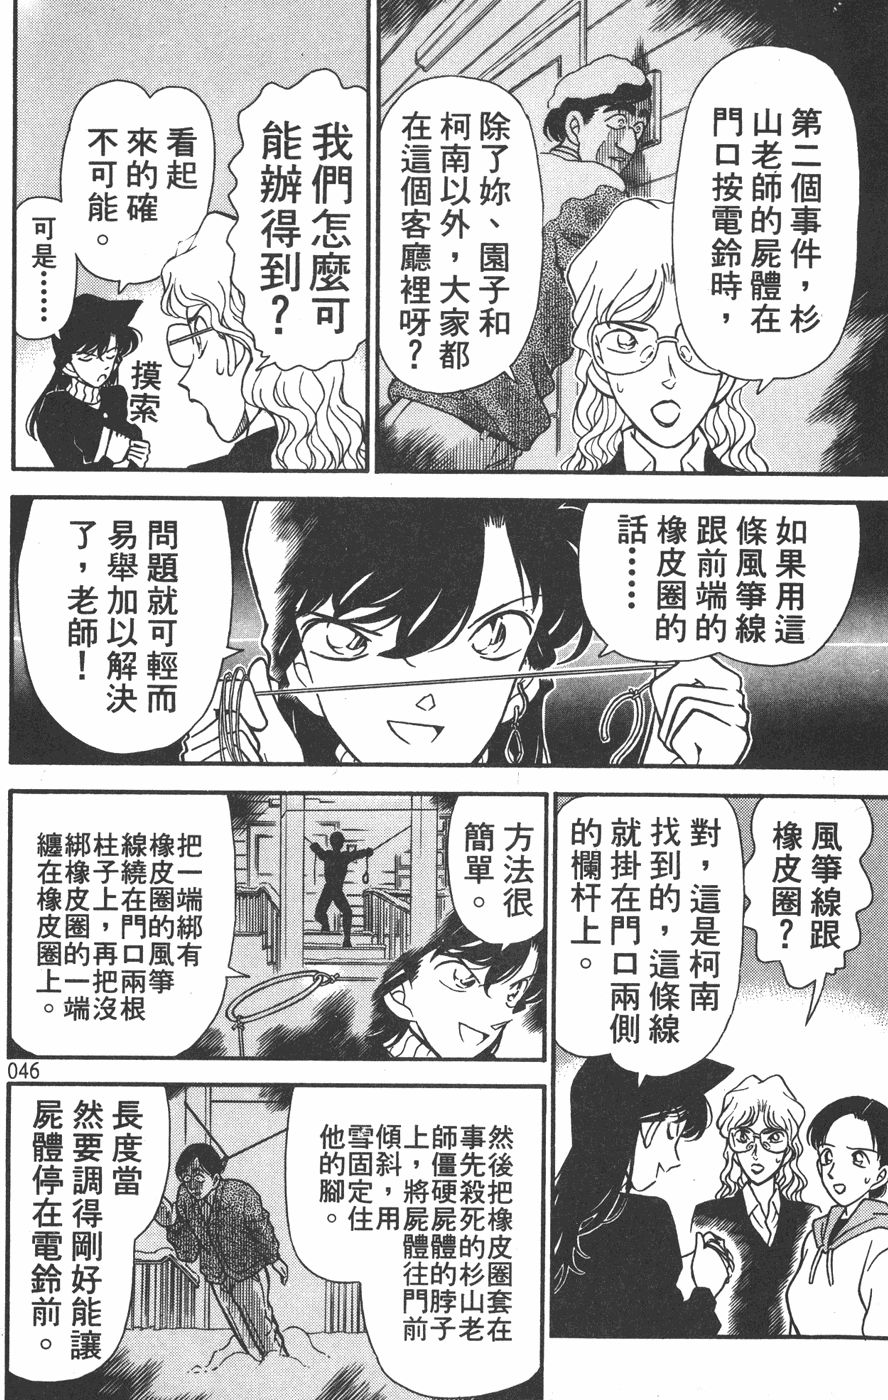 第二個事件，杉
山老師的屍體在
門口按電鈴時，
除了妳、園子和
柯南以外，大家都
在這個客廳裡呀？
我們怎麼可
能辦得到？
看起
來的確
不可能。
可是……
摸索
如果用這
條風箏線
跟前端的
橡皮圈的
話……
問題就可輕而
易舉加以解決
了，老師！
風箏線跟
橡皮圈？
對，這是柯南
找到的，這條線
就掛在門口兩側
的欄杆上。
方法很
簡單。
把一端綁有
橡皮圈的風箏
線繞在門口兩根
柱子上，再把沒
綁橡皮圈的一端
纏在橡皮圈上。
然後把橡皮圈套在
事先殺死的杉山老
師僵硬屍體的脖子
上，將屍體往門前
傾斜，用
雪固定住
他的腳。
長度當
然要調得剛好能讓
屍體停在電鈴前。
046